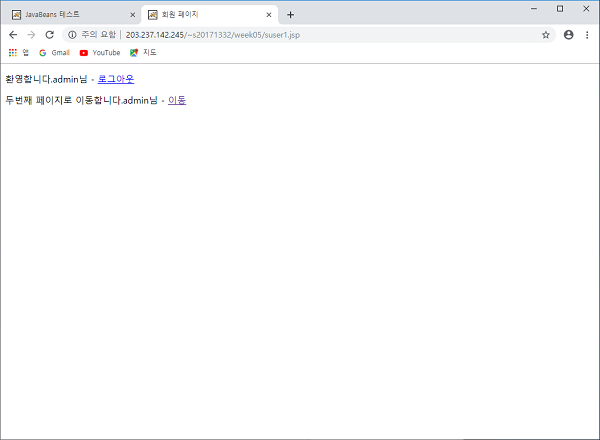 JavaBeans 테스트
회원 페이지
주의 요함 203.237.142.245/~s20171332/week05/suser1.jsp
앱 Gmail YouTube 지도
환영합니다.admin님 - 로그아웃
두번째 페이지로 이동합니다.admin님 - 이동